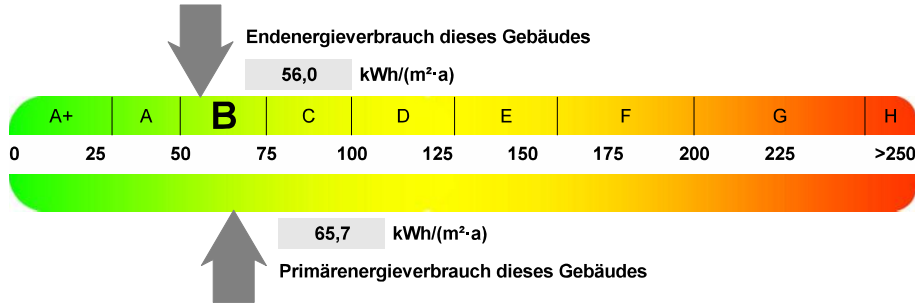 Endenergieverbrauch dieses Gebäudes
56,0 kWh/(m²·a)
A+ A B C D E F G H
0 25 50 75 100 125 150 175 200 225 >250
65,7 kWh/(m²·a)
Primärenergieverbrauch dieses Gebäudes